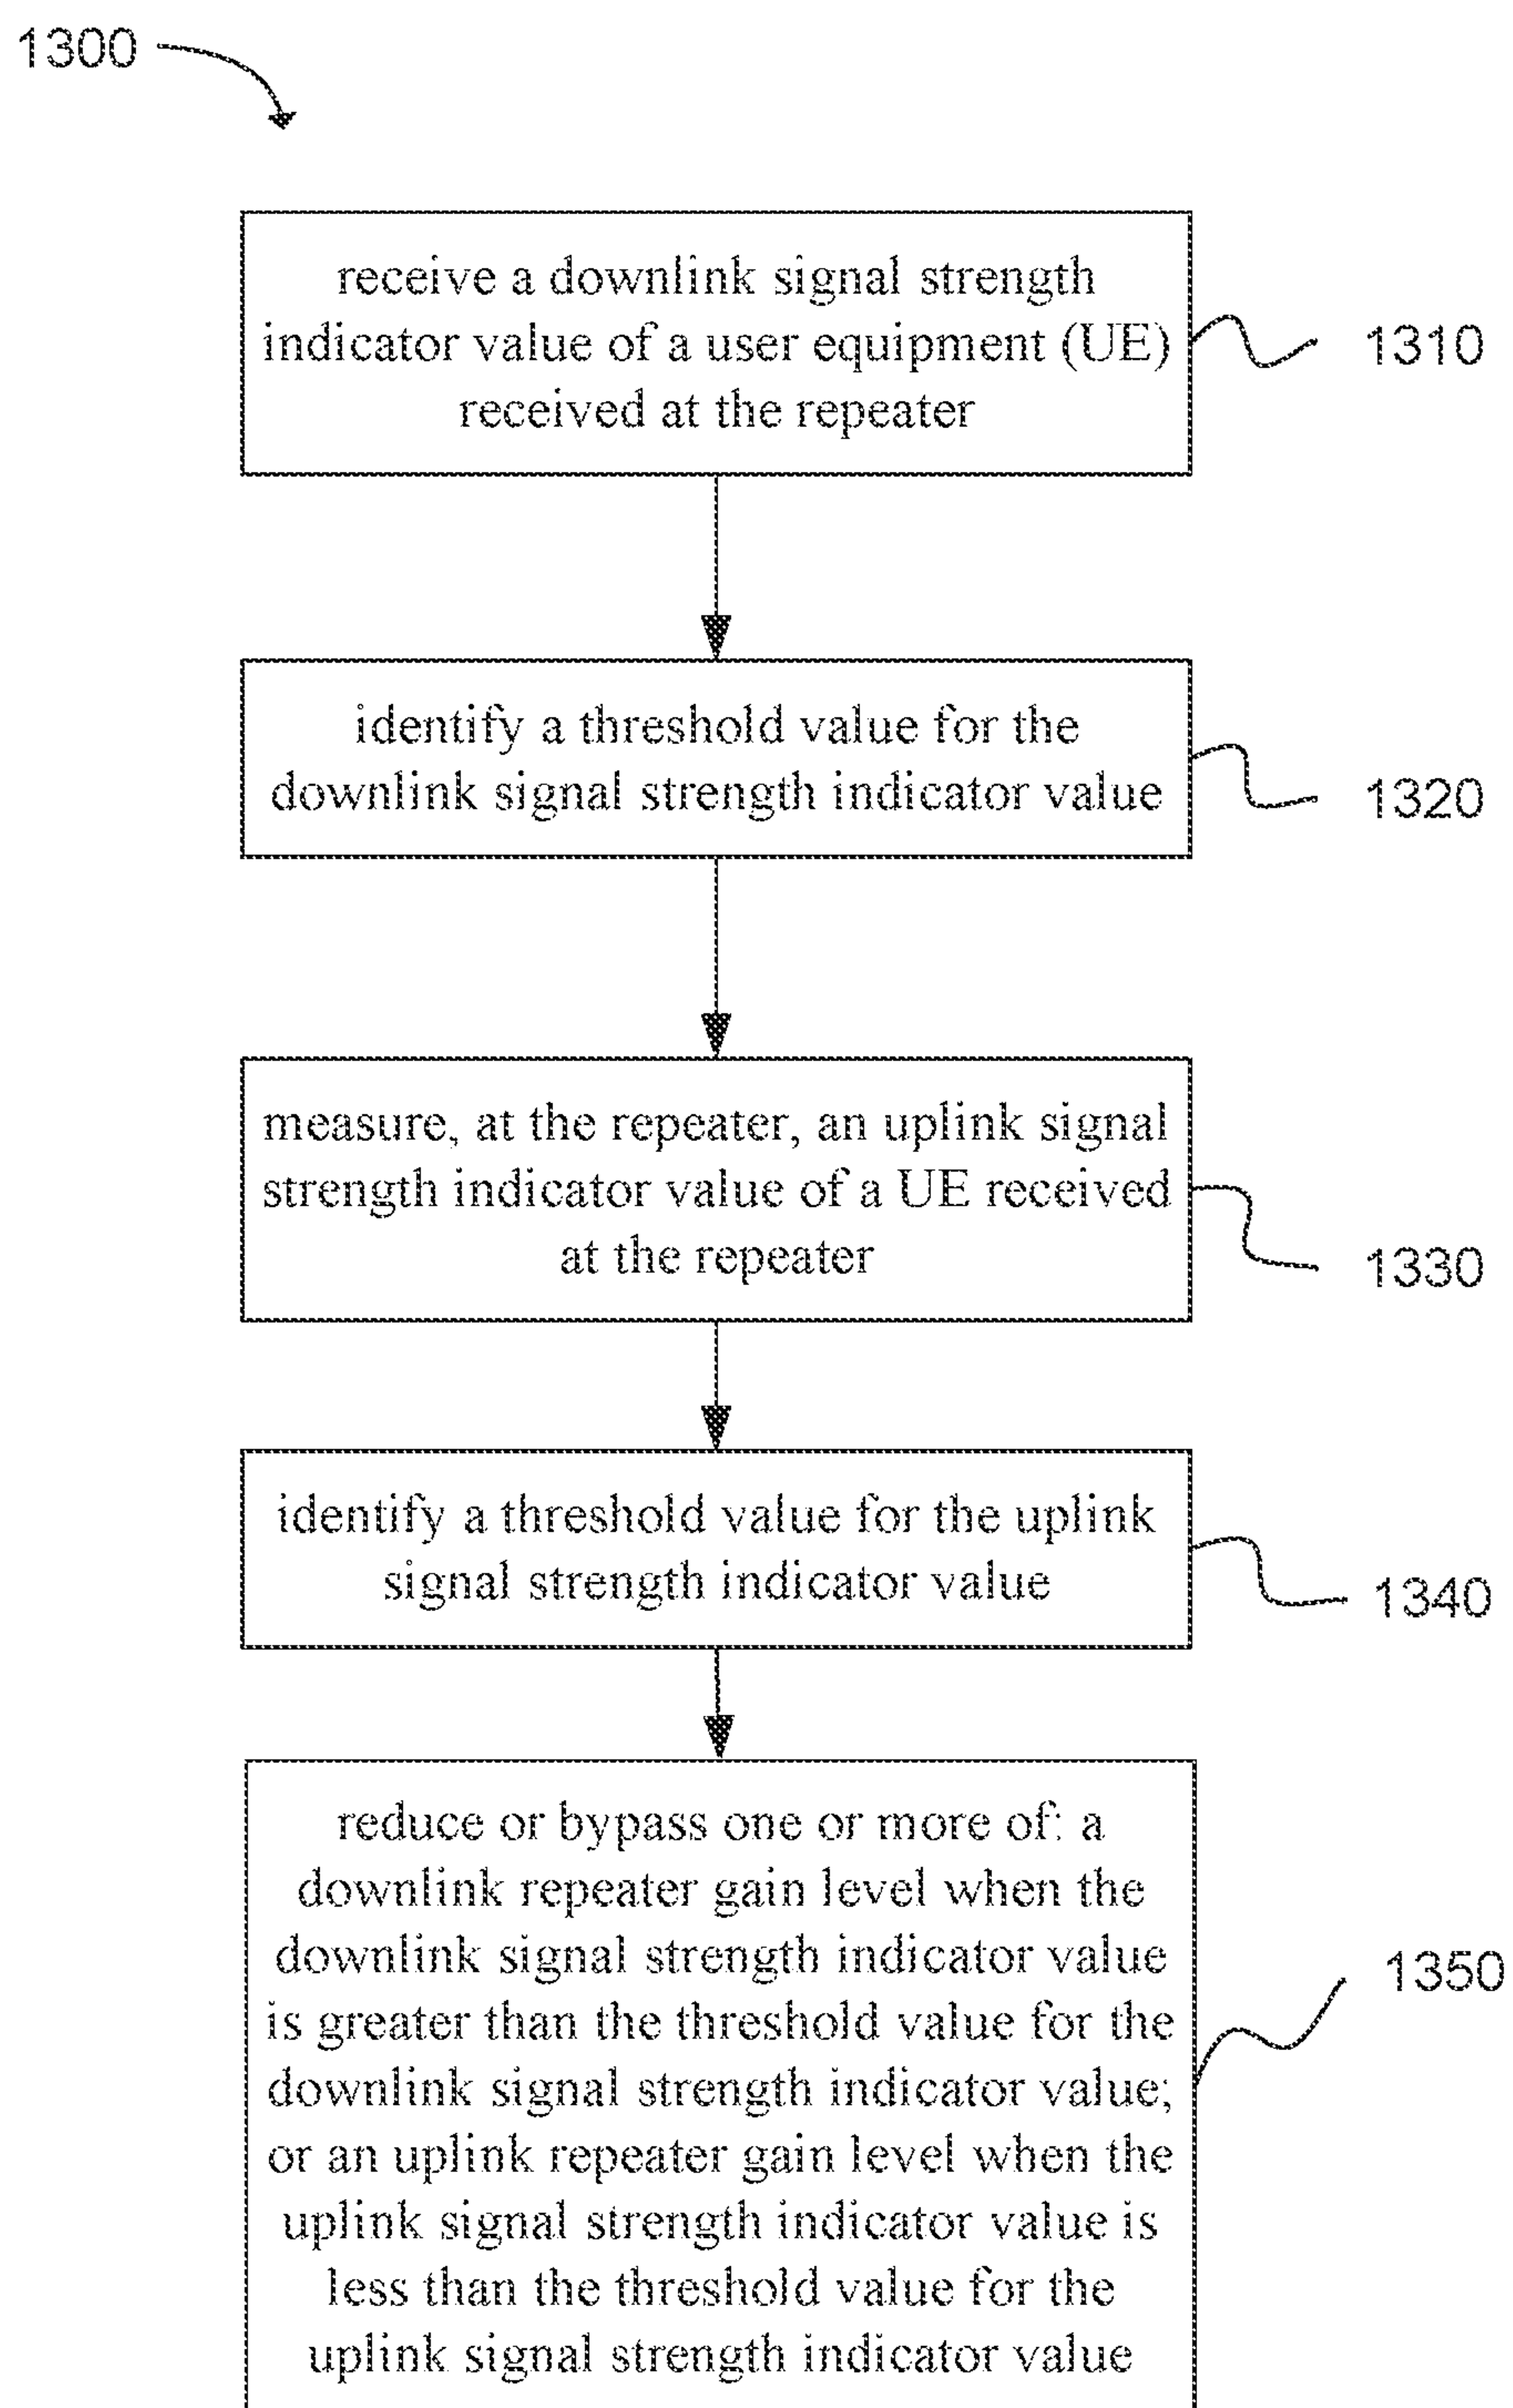 1300
receive a downlink signal strength
indicator value of a user equipment (UE)
received at the repeater
1310
identify a threshold value for the
downlink signal strength indicator value
1320
measure, at the repeater, an uplink signal
strength indicator value of a UE received
at the repeater
1330
identify a threshold value for the uplink
signal strength indicator value
1340
reduce or bypass one or more of: a
downlink repeater gain level when the
downlink signal strength indicator value
is greater than the threshold value for the
downlink signal strength indicator value;
or an uplink repeater gain level when the
uplink signal strength indicator value is
less than the threshold value for the
uplink signal strength indicator value
1350